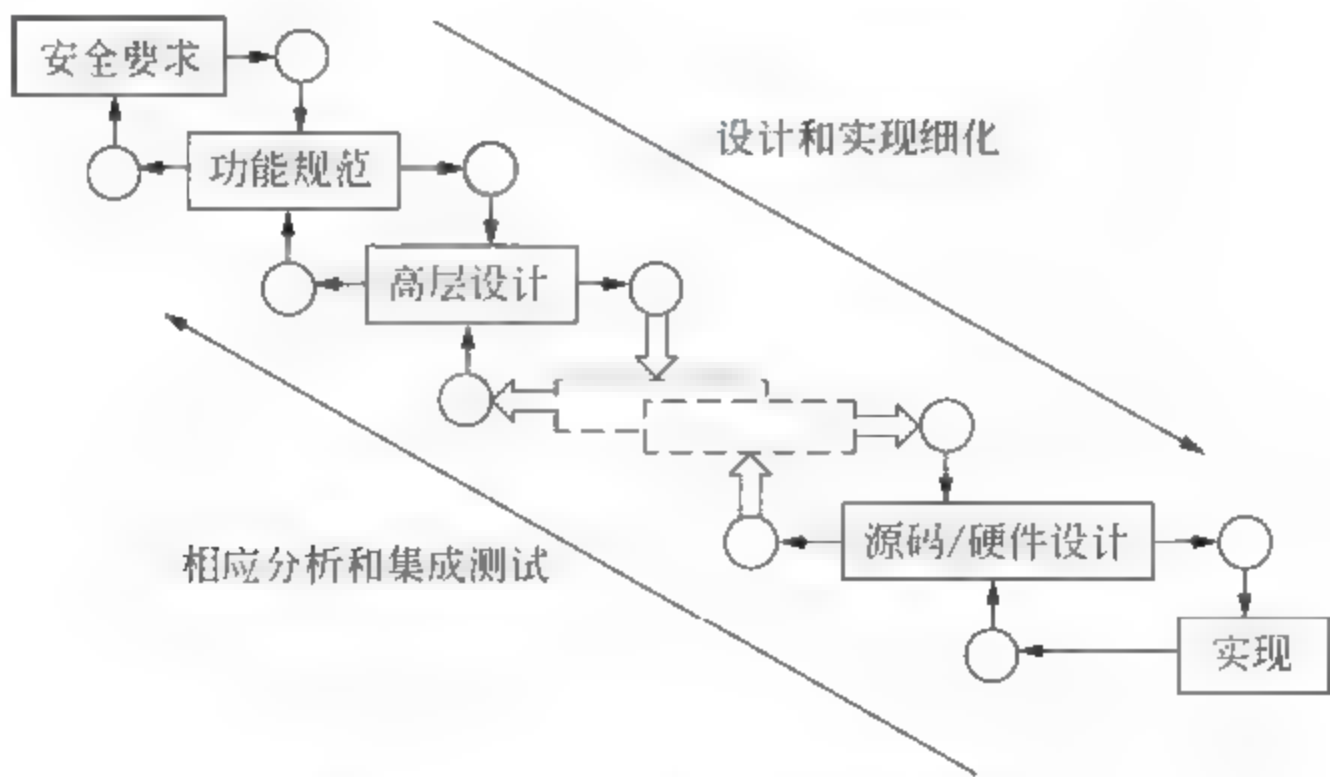 安全要求
设计和实现细化
功能规范
高层设计
源码/硬件设计
相应分析和集成测试
实现